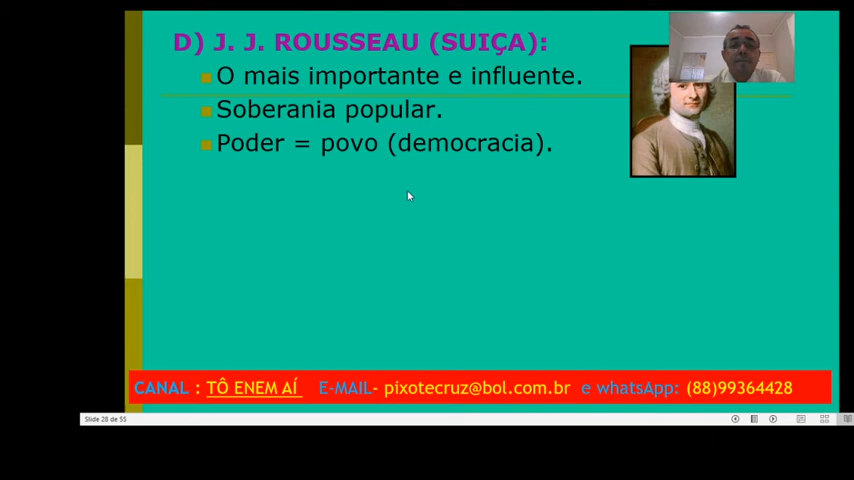 D) J. J. ROUSSEAU (SUIÇA):
O mais importante e influente.
Soberania popular.
Poder = povo (democracia).
CANAL : TÔ ENEM AÍ E-MAIL- pixotecruz@bol.com.br e whatsApp: (88)99364428
Slide 28 de 55